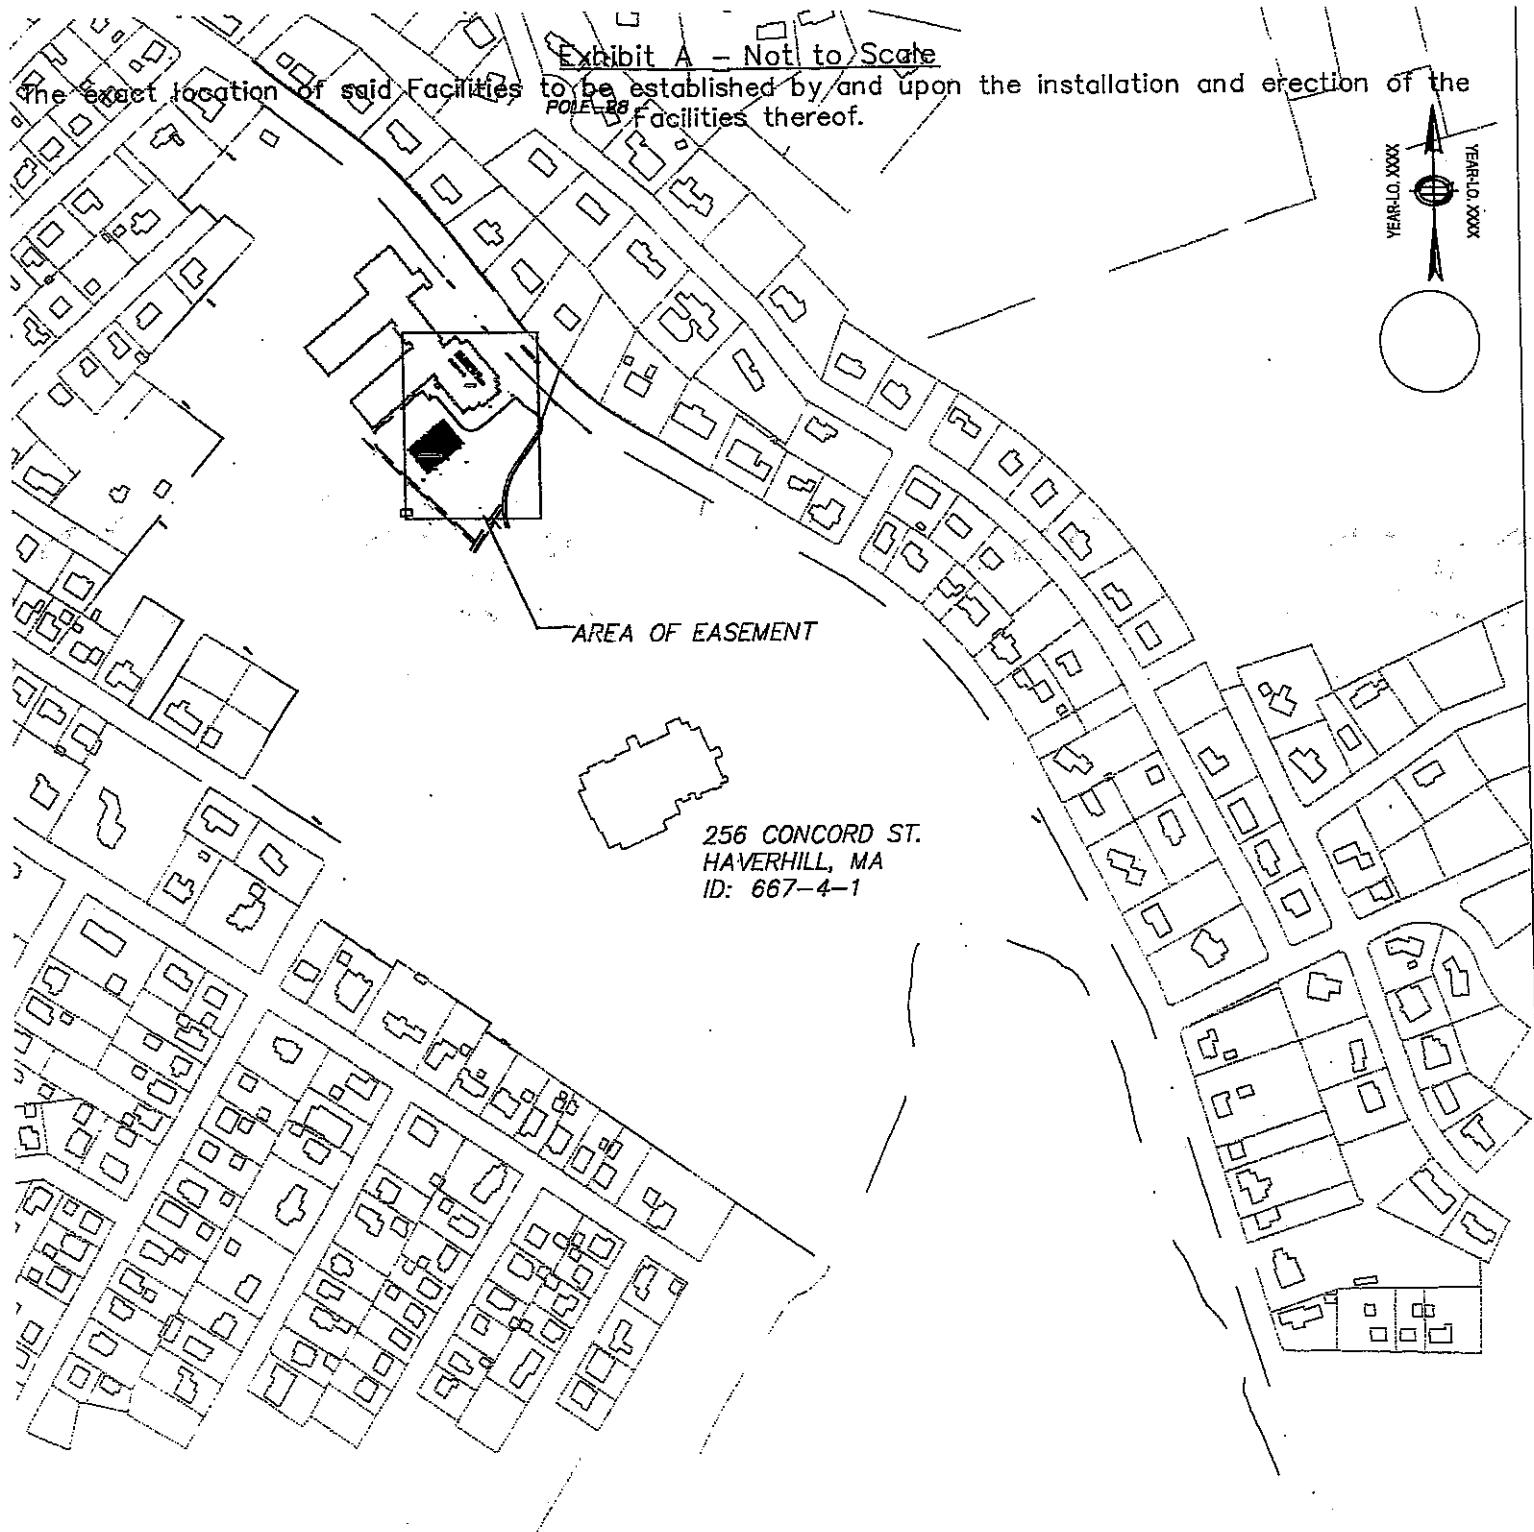 Exhibit A – Not to Scale
The exact location of said Facilities to be established by and upon the installation and erection of the
POLE-28
Facilities thereof.
YEAR-I.O. XXXX
YEAR-I.O. XXXX
AREA OF EASEMENT
256 CONCORD ST.
HAVERHILL, MA
ID: 667-4-1